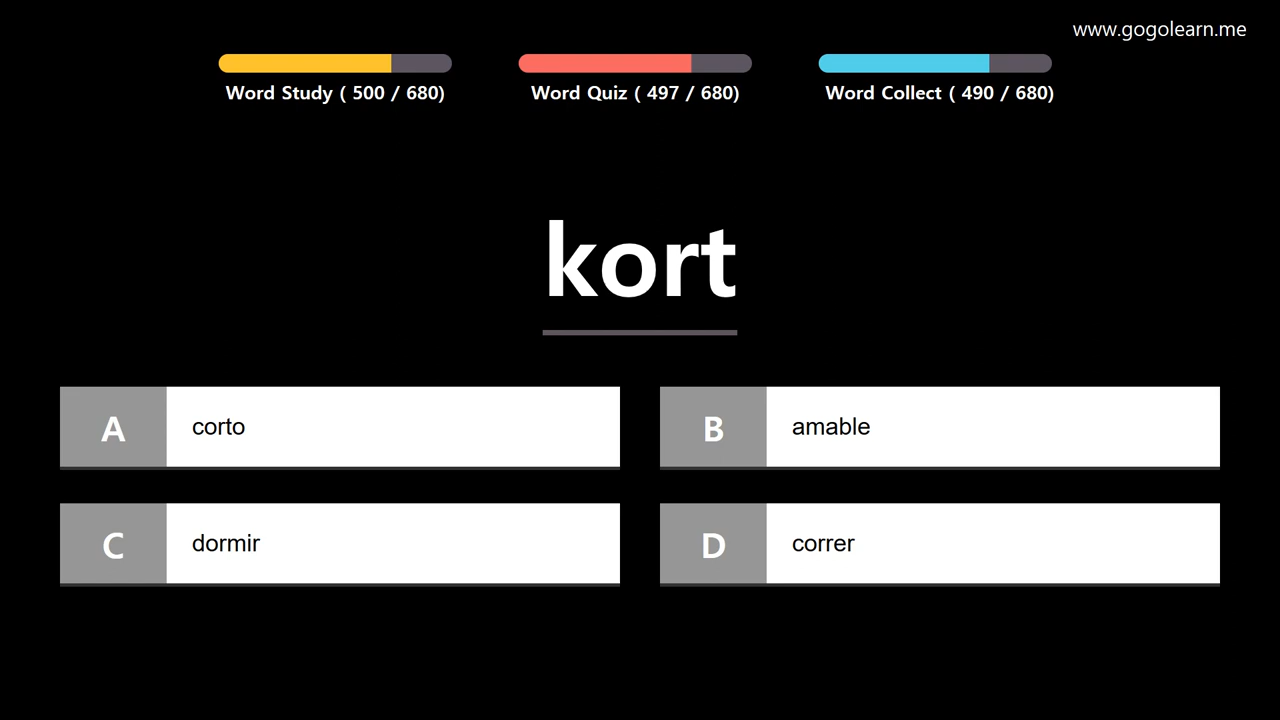 www.gogolearn.me
Word Study ( 500 / 680)
Word Quiz ( 497 / 680)
Word Collect ( 490 / 680)
kort
A corto
B amable
C dormir
D correr